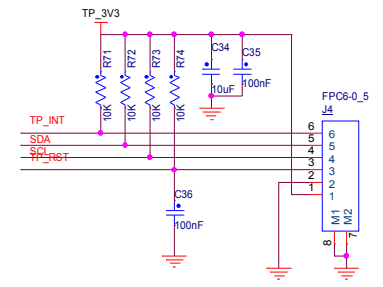 TP_3V3
R71
R72
R73
R74
C34
C35
10K
10K
10K
10K
10uF
100nF
FPC6-0_5
J4
TP_INT
SDA
SCL
TP_RST
6
5
4
3
2
1
6
5
4
3
2
1
M1
M2
8
7
C36
100nF